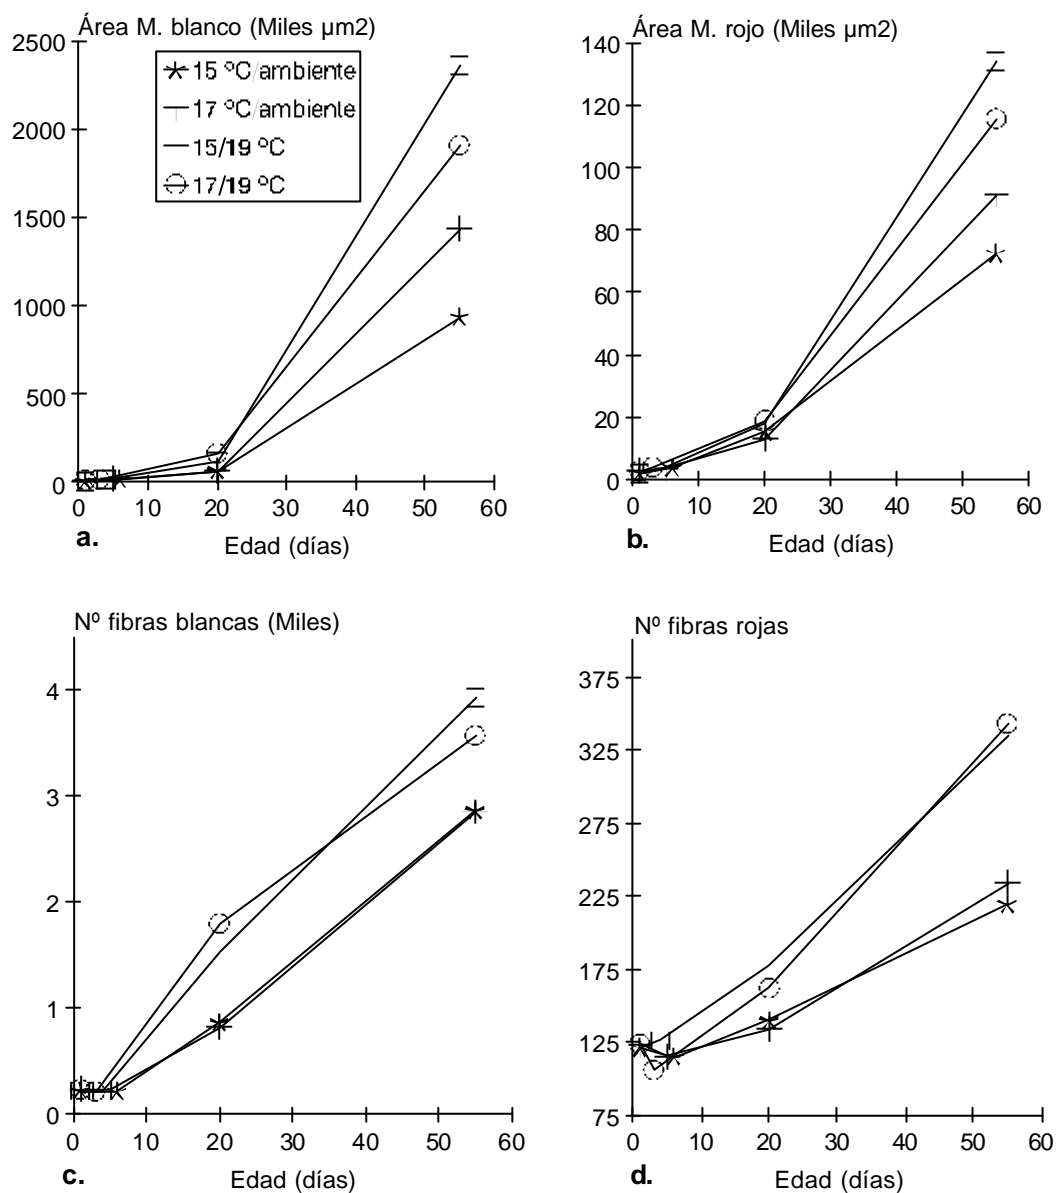 Área M. blanco (Miles µm2)
2500
2000
1500
1000
500
0
0 10 20 30 40 50 60
15 ºC/ambiente
17 ºC/ambiente
15/19 ºC
17/19 ºC
a.
Edad (días)
Área M. rojo (Miles µm2)
140
120
100
80
60
40
20
0
0 10 20 30 40 50 60
b.
Edad (días)
Nº fibras blancas (Miles)
4
3
2
1
0
0 10 20 30 40 50 60
c.
Edad (días)
Nº fibras rojas
375
325
275
225
175
125
75
0 10 20 30 40 50 60
d.
Edad (días)